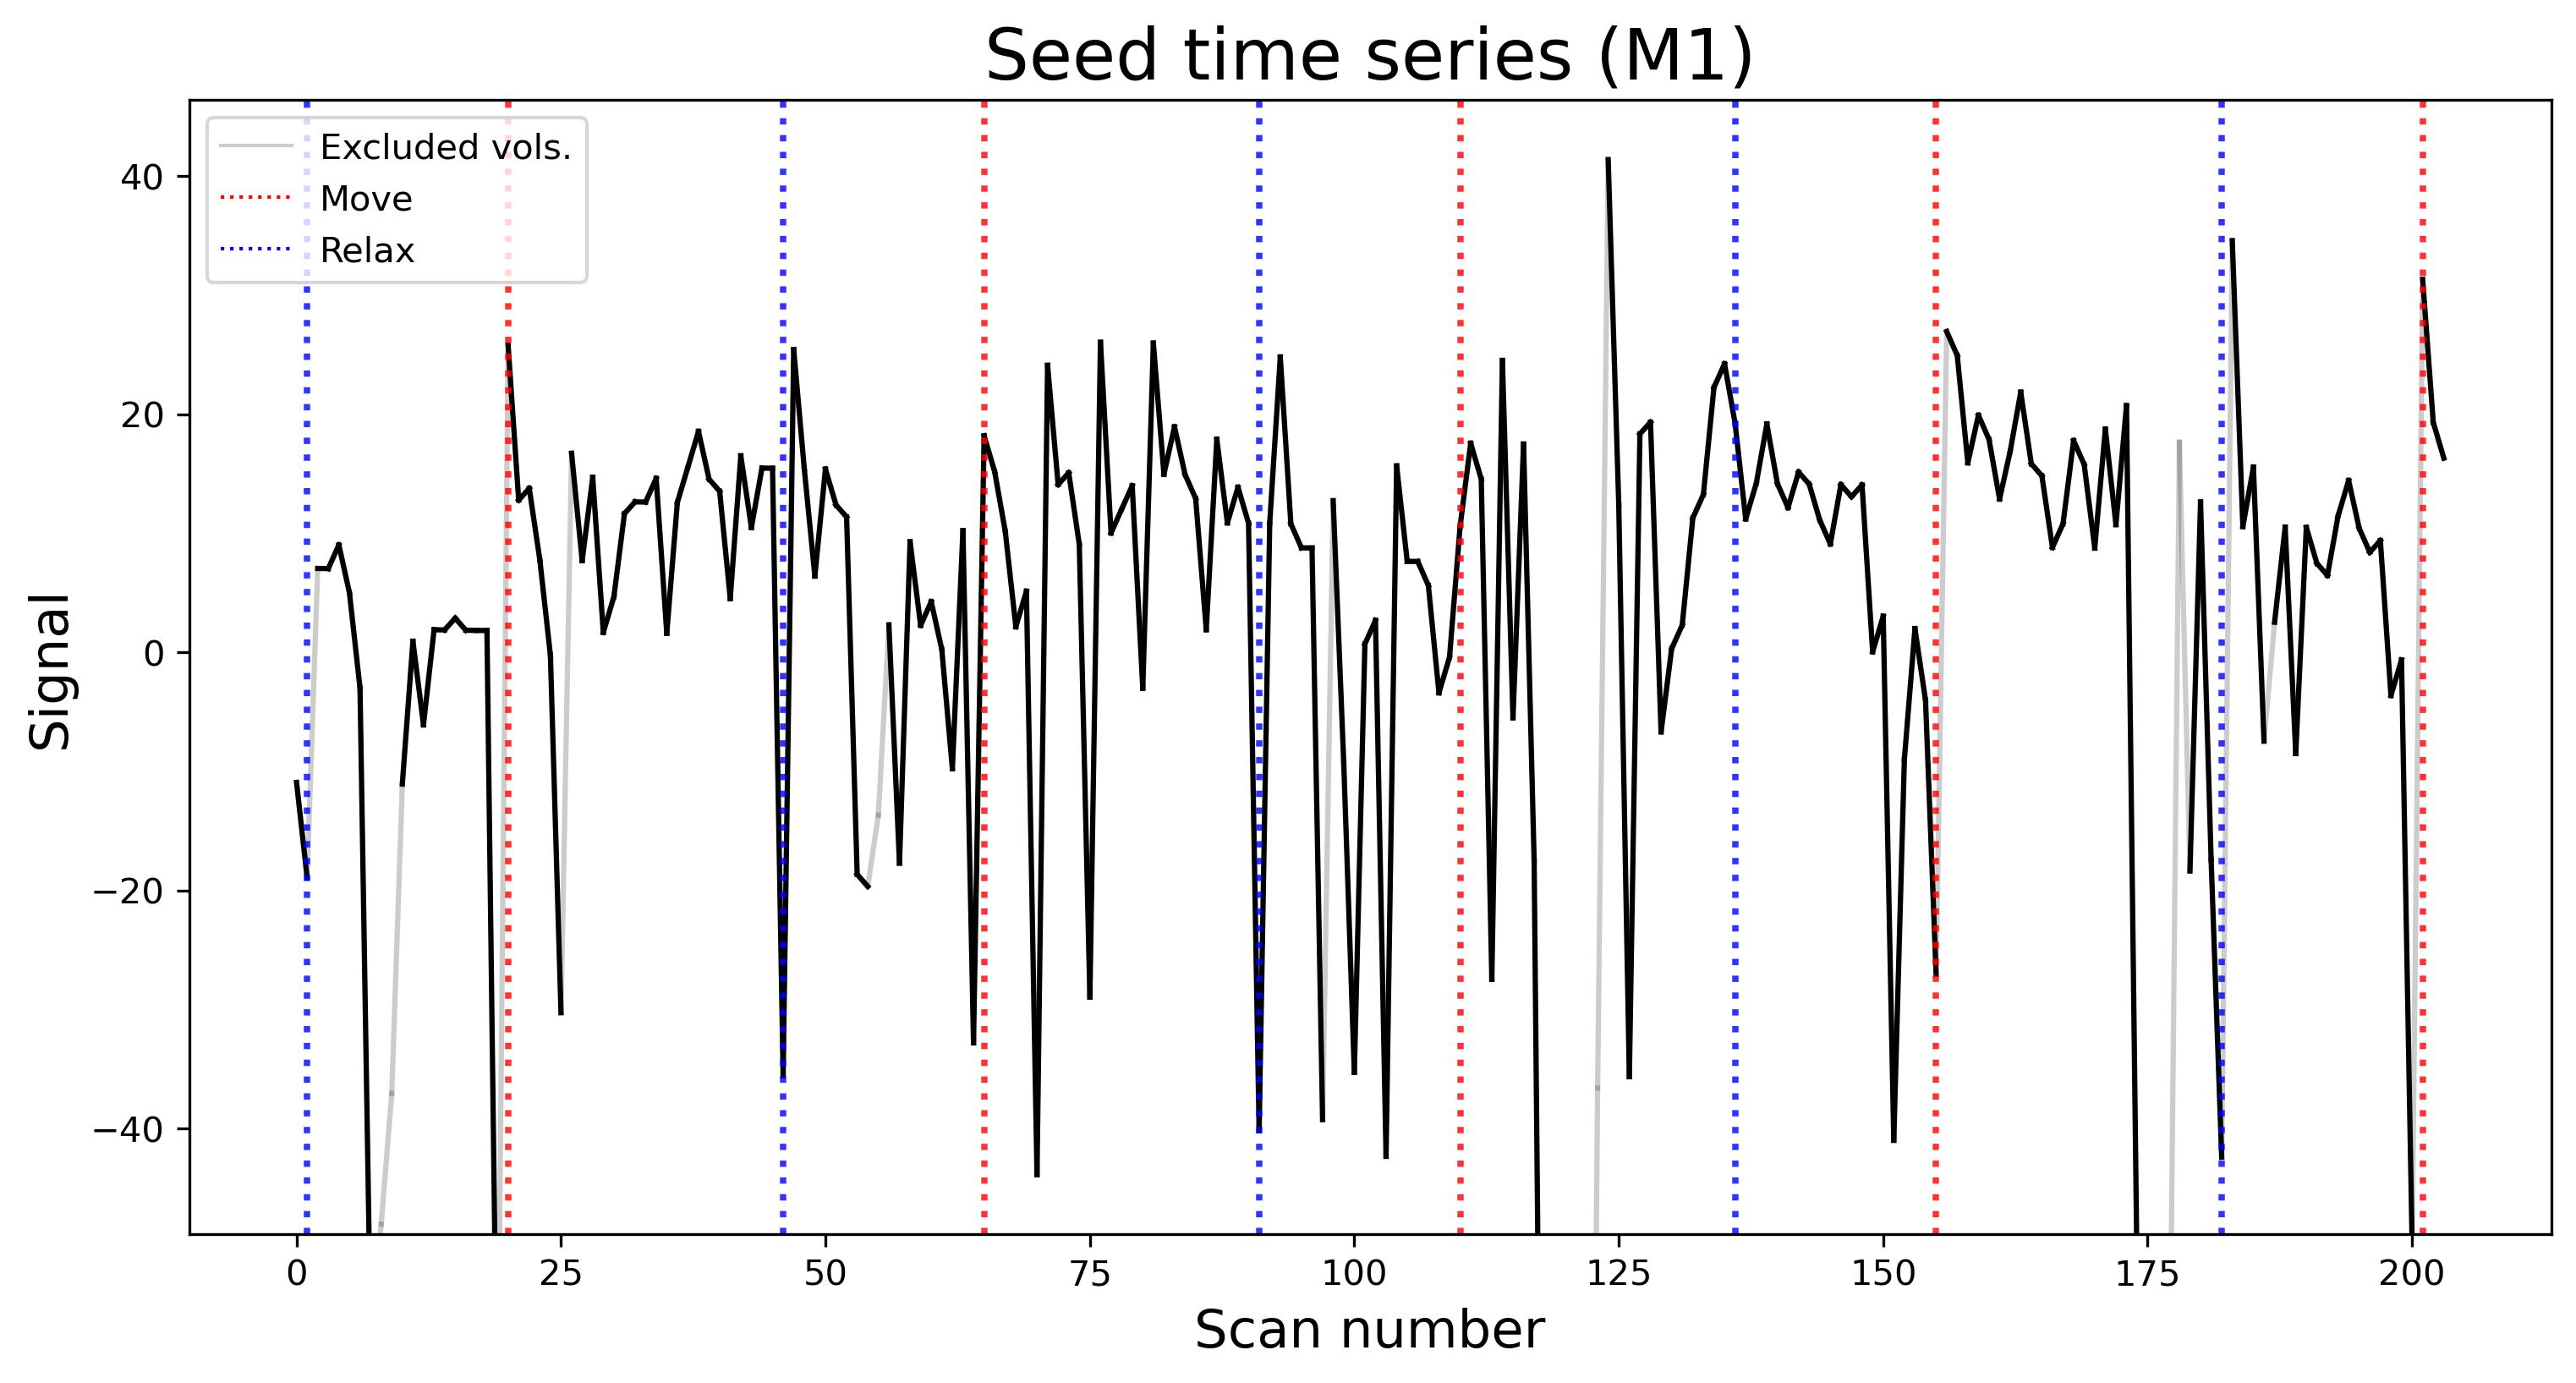 Seed time series (M1)
Excluded vols.
Move
Relax
40
20
0
−20
−40
Signal
0 25 50 75 100 125 150 175 200
Scan number